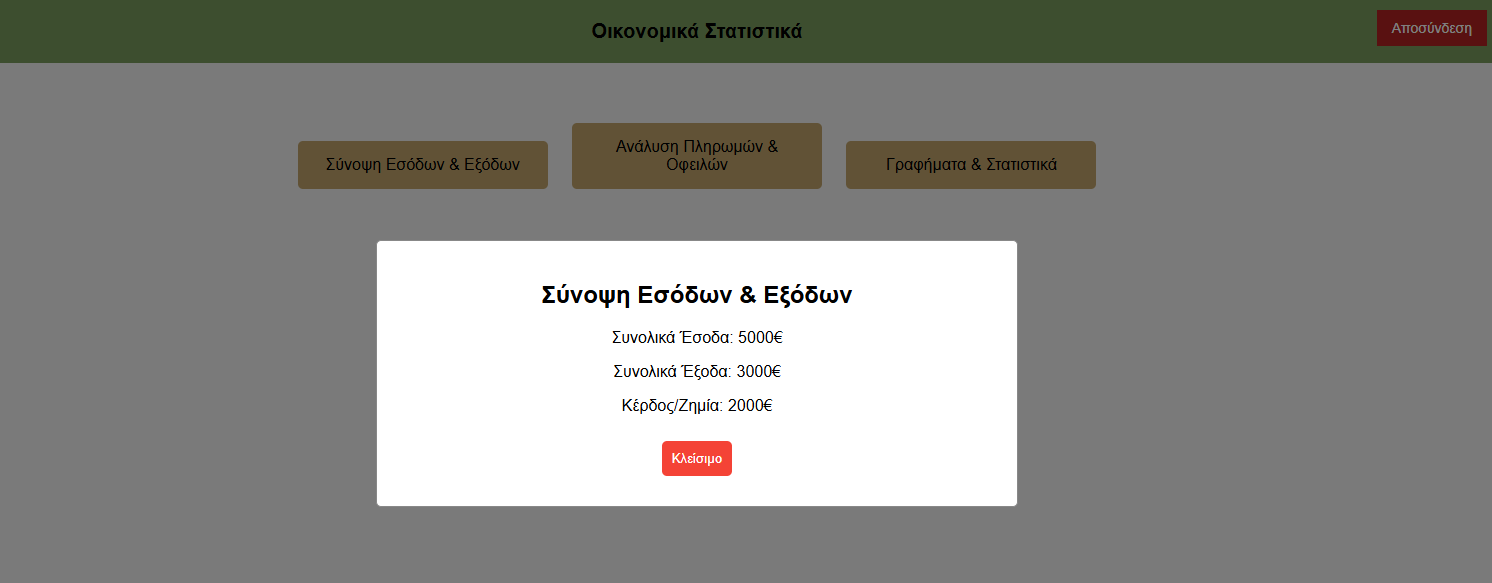 Οικονομικά Στατιστικά
Αποσύνδεση
Σύνοψη Εσόδων & Εξόδων
Ανάλυση Πληρωμών &
Οφειλών
Γραφήματα & Στατιστικά
Σύνοψη Εσόδων & Εξόδων
Συνολικά Έσοδα: 5000€
Συνολικά Έξοδα: 3000€
Κέρδος/Ζημία: 2000€
Κλείσιμο